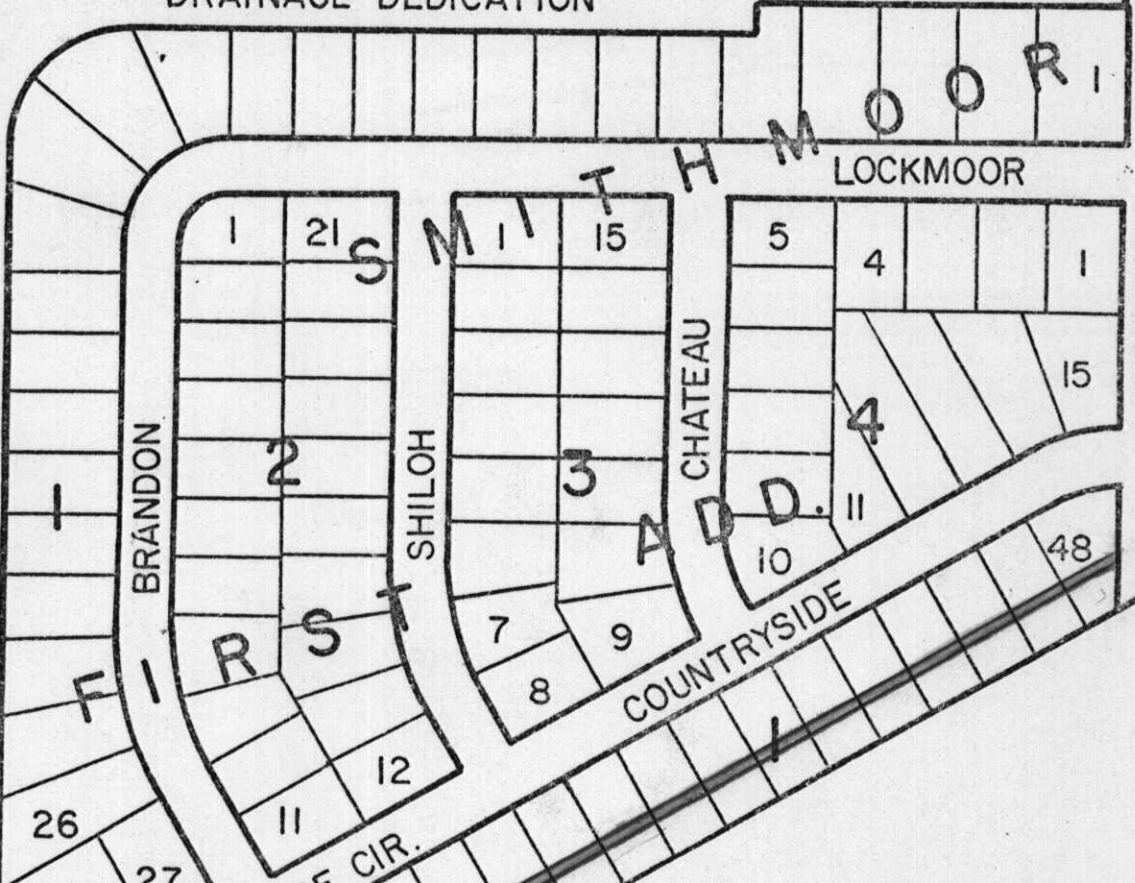 DRAINAGE DEDICATION
SMITHMOOR
1
LOCKMOOR
1
21
1
15
5
4
1
15
BRANDON
SHILOH
CHATEAU
1
2
3
4
ADD.
11
10
48
FIRST
7
9
8
COUNTRYSIDE
1
12
11
26
27
CIR.